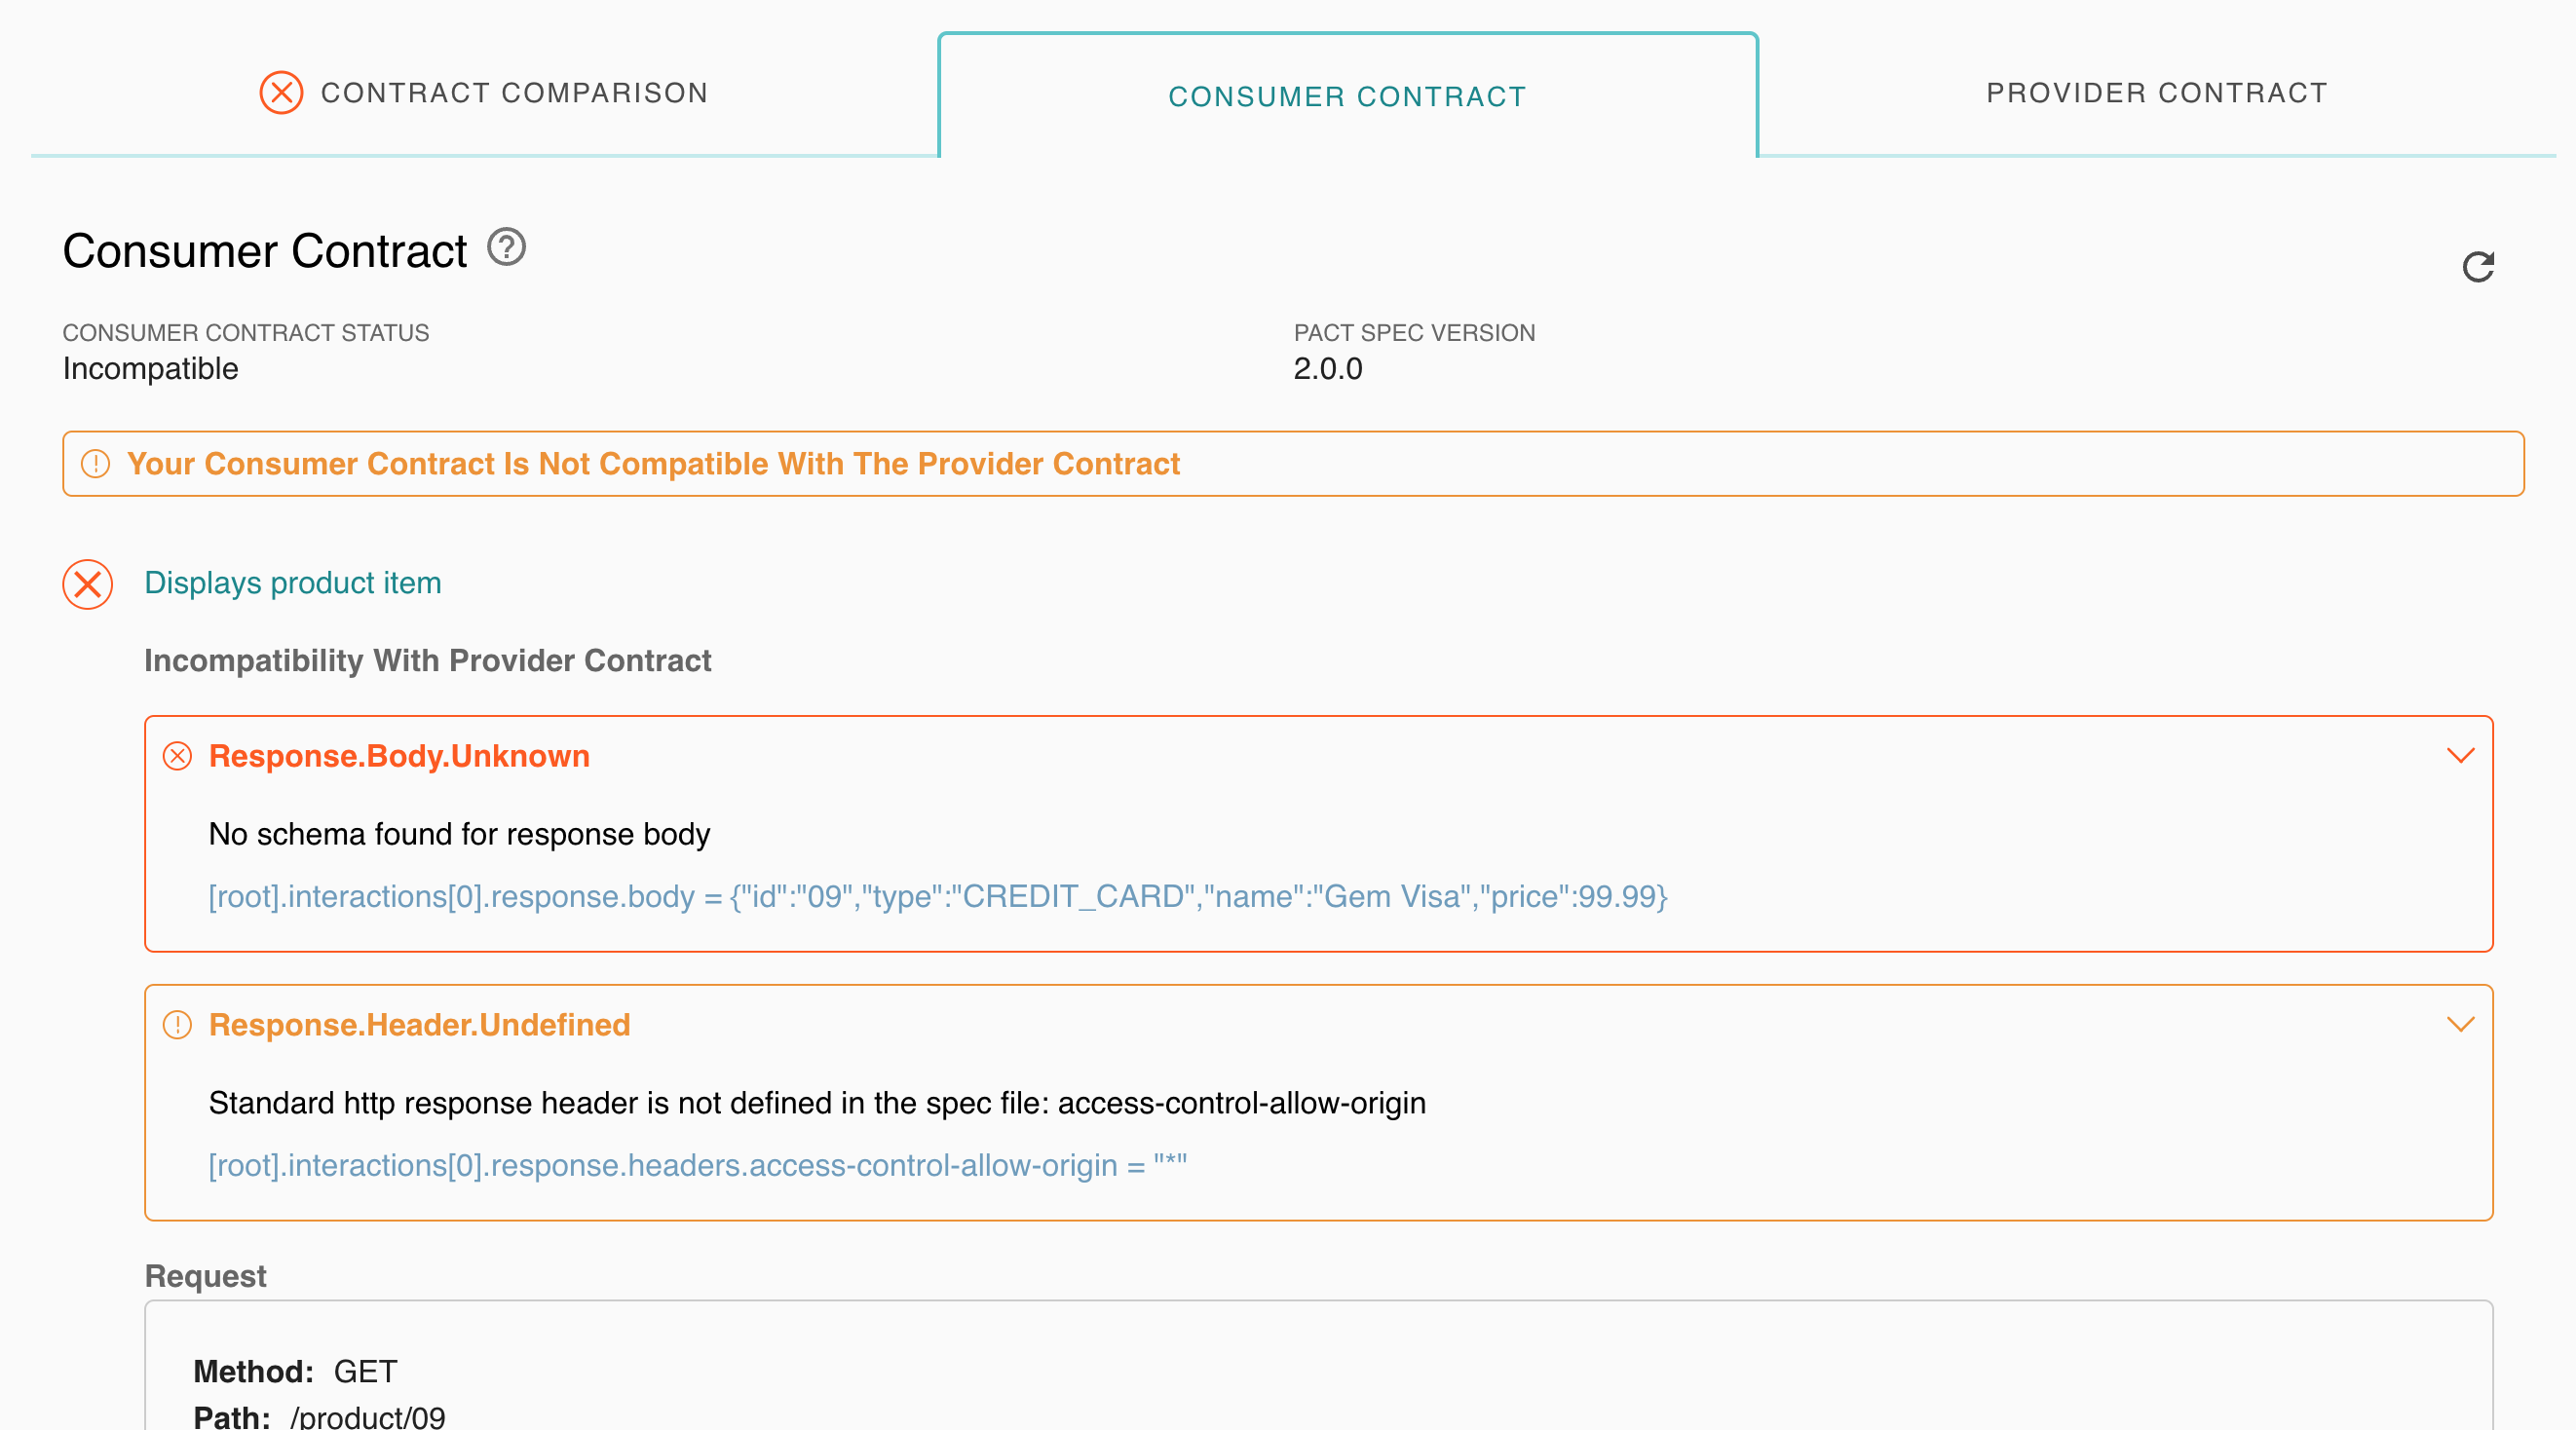 CONTRACT COMPARISON
CONSUMER CONTRACT
PROVIDER CONTRACT
Consumer Contract
CONSUMER CONTRACT STATUS
Incompatible
PACT SPEC VERSION
2.0.0
Your Consumer Contract Is Not Compatible With The Provider Contract
Displays product item
Incompatibility With Provider Contract
Response.Body.Unknown
No schema found for response body
[root].interactions[0].response.body = {"id":"09","type":"CREDIT_CARD","name":"Gem Visa","price":99.99}
Response.Header.Undefined
Standard http response header is not defined in the spec file: access-control-allow-origin
[root].interactions[0].response.headers.access-control-allow-origin = "*"
Request
Method: GET
Path: /product/09